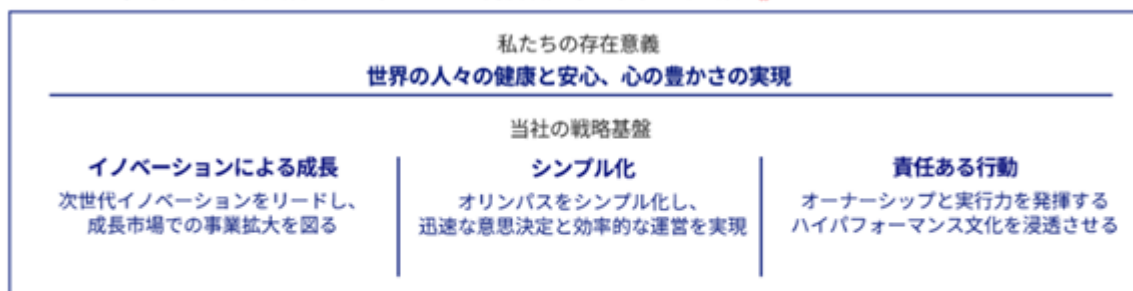 私たちの存在意義
世界の人々の健康と安心、心の豊かさの実現
当社の戦略基盤
イノベーションによる成長
次世代イノベーションをリードし、
成長市場での事業拡大を図る
シンプル化
オリンパスをシンプル化し、
迅速な意思決定と効率的な運営を実現
責任ある行動
オーナーシップと実行力を発揮する
ハイパフォーマンス文化を浸透させる